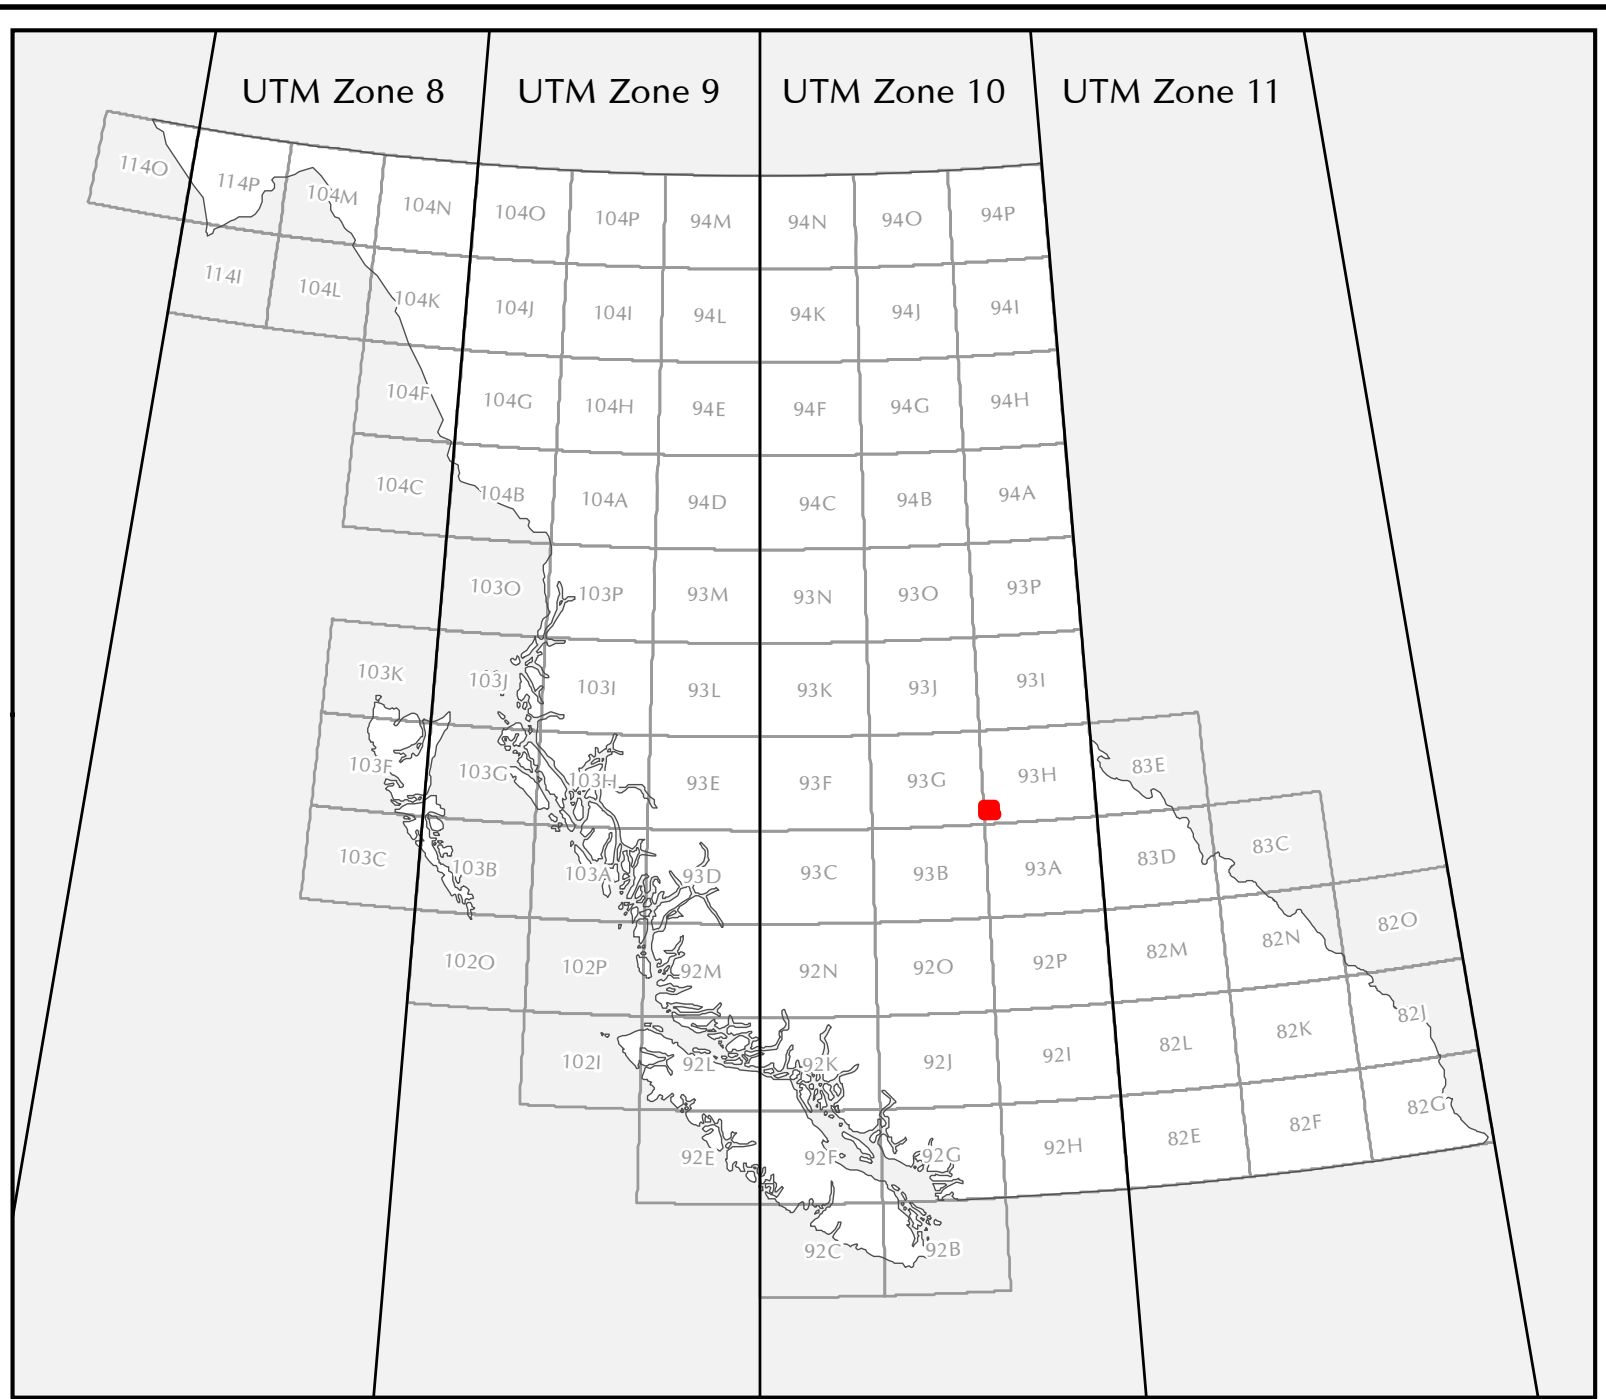 UTM Zone 8 UTM Zone 9 UTM Zone 10 UTM Zone 11
114O 114P 104M 104N 104O 104P 94M 94N 94O 94P
114I 104L 104K 104J 104I 94L 94K 94J 94I
104F 104G 104H 94E 94F 94G 94H
104C 104B 104A 94D 94C 94B 94A
103O 103P 93M 93N 93O 93P
103K 103J 103I 93L 93K 93J 93I
103F 103G 103H 93E 93F 93G 93H 83E
103C 103B 103A 93D 93C 93B 93A 83D 83C
102O 102P 92M 92N 92O 92P 82M 82N 82O
102I 92L 92K 92J 92I 82L 82K 82J
92E 92F 92G 92H 82E 82F 82G
92C 92B